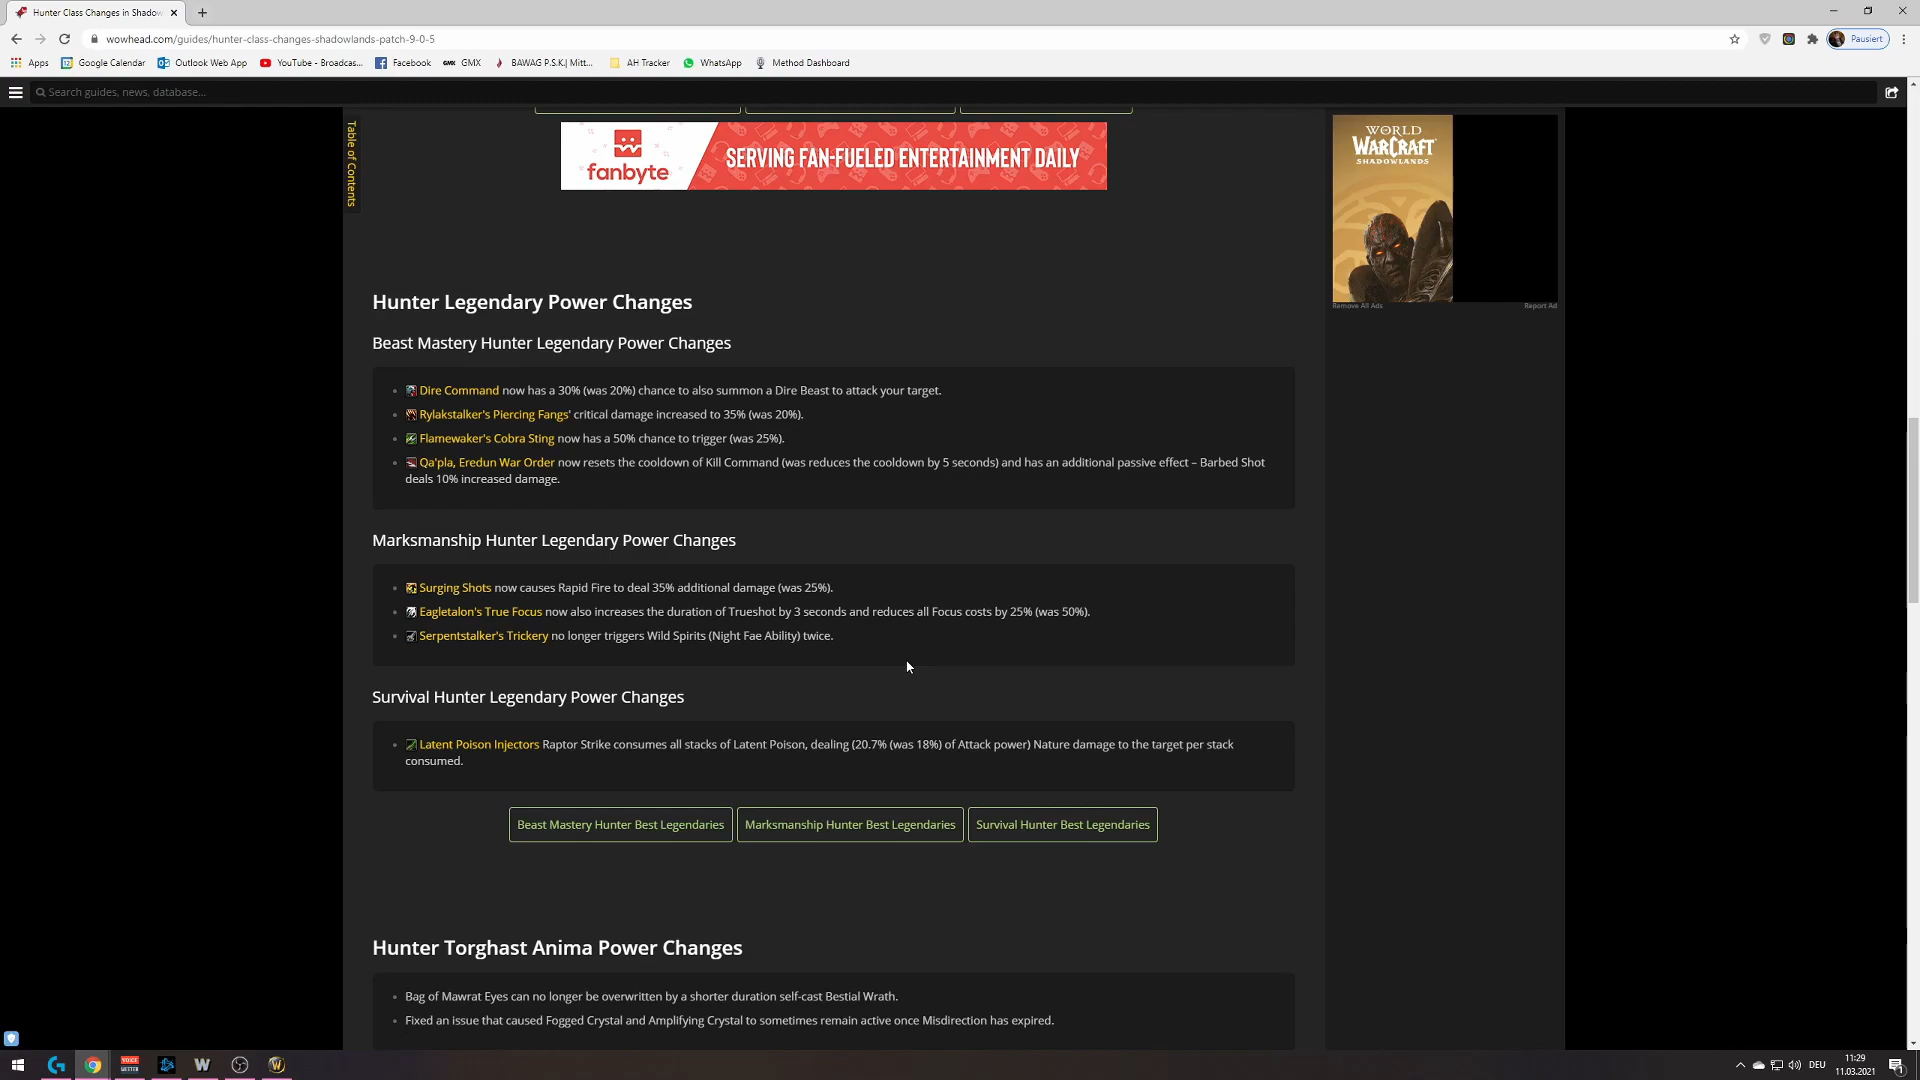 Hunter Class Changes in Shadow
wowhead.com/guides/hunter-class-changes-shadowlands-patch-9-0-5
Pausiert
Apps
Google Calendar
Outlook Web App
YouTube - Broadcas...
Facebook
GMX
GMX
BAWAG P.S.K.| Mitt...
AH Tracker
WhatsApp
Method Dashboard
Search guides, news, database...
Table of Contents
fanbyte
SERVING FAN-FUELED ENTERTAINMENT DAILY
WORLD
WARCRAFT
SHADOWLANDS
Remove All Ads
Report Ad
Hunter Legendary Power Changes
Beast Mastery Hunter Legendary Power Changes
Dire Command now has a 30% (was 20%) chance to also summon a Dire Beast to attack your target.
Rylakstalker's Piercing Fangs' critical damage increased to 35% (was 20%).
Flamewaker's Cobra Sting now has a 50% chance to trigger (was 25%).
Qa'pla, Eredun War Order now resets the cooldown of Kill Command (was reduces the cooldown by 5 seconds) and has an additional passive effect – Barbed Shot
deals 10% increased damage.
Marksmanship Hunter Legendary Power Changes
Surging Shots now causes Rapid Fire to deal 35% additional damage (was 25%).
Eagletalon's True Focus now also increases the duration of Trueshot by 3 seconds and reduces all Focus costs by 25% (was 50%).
Serpentstalker's Trickery no longer triggers Wild Spirits (Night Fae Ability) twice.
Survival Hunter Legendary Power Changes
Latent Poison Injectors Raptor Strike consumes all stacks of Latent Poison, dealing (20.7% (was 18%) of Attack power) Nature damage to the target per stack
consumed.
Beast Mastery Hunter Best Legendaries
Marksmanship Hunter Best Legendaries
Survival Hunter Best Legendaries
Hunter Torghast Anima Power Changes
Bag of Mawrat Eyes can no longer be overwritten by a shorter duration self-cast Bestial Wrath.
Fixed an issue that caused Fogged Crystal and Amplifying Crystal to sometimes remain active once Misdirection has expired.
VOICE
MEETER
DEU
11:29
11.03.2021